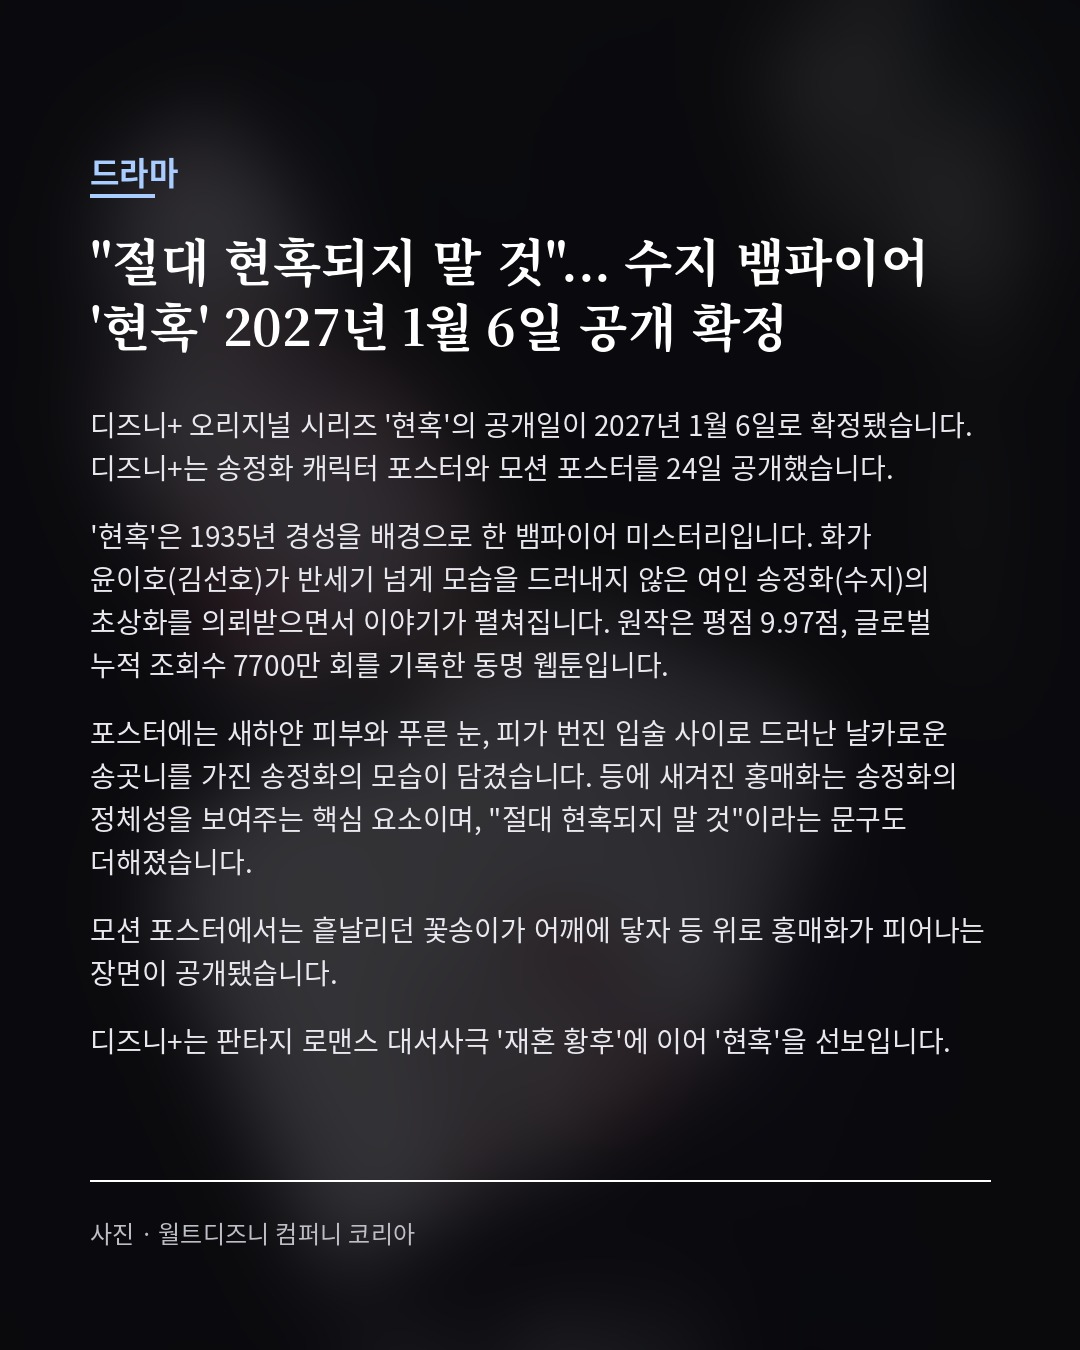 드라마
"절대 현혹되지 말 것"... 수지 뱀파이어
'현혹' 2027년 1월 6일 공개 확정
디즈니+ 오리지널 시리즈 '현혹'의 공개일이 2027년 1월 6일로 확정됐습니다.
디즈니+는 송정화 캐릭터 포스터와 모션 포스터를 24일 공개했습니다.
'현혹'은 1935년 경성을 배경으로 한 뱀파이어 미스터리입니다. 화가
윤이호(김선호)가 반세기 넘게 모습을 드러내지 않은 여인 송정화(수지)의
초상화를 의뢰받으면서 이야기가 펼쳐집니다. 원작은 평점 9.97점, 글로벌
누적 조회수 7700만 회를 기록한 동명 웹툰입니다.
포스터에는 새하얀 피부와 푸른 눈, 피가 번진 입술 사이로 드러난 날카로운
송곳니를 가진 송정화의 모습이 담겼습니다. 등에 새겨진 홍매화는 송정화의
정체성을 보여주는 핵심 요소이며, "절대 현혹되지 말 것"이라는 문구도
더해졌습니다.
모션 포스터에서는 흩날리던 꽃송이가 어깨에 닿자 등 위로 홍매화가 피어나는
장면이 공개됐습니다.
디즈니+는 판타지 로맨스 대서사극 '재혼 황후'에 이어 '현혹'을 선보입니다.
사진 · 월트디즈니 컴퍼니 코리아